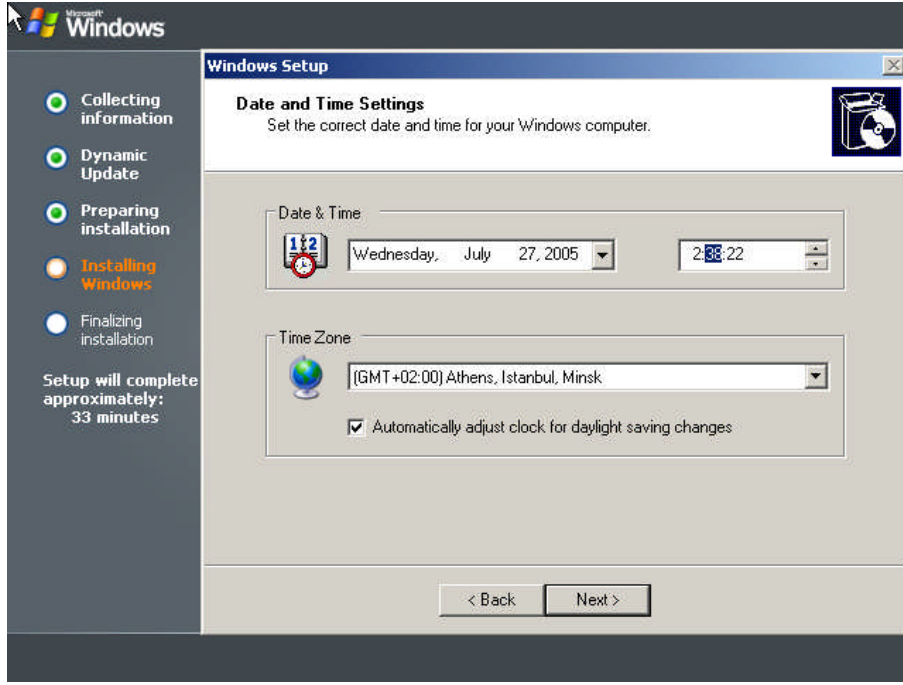 Microsoft
Windows
Collecting
information
Dynamic
Update
Preparing
installation
Installing
Windows
Finalizing
installation
Setup will complete
approximately:
33 minutes
Windows Setup
Date and Time Settings
Set the correct date and time for your Windows computer.
Date & Time
12
Wednesday, July 27, 2005
2:38:22
Time Zone
(GMT+02:00) Athens, Istanbul, Minsk
Automatically adjust clock for daylight saving changes
< Back
Next >